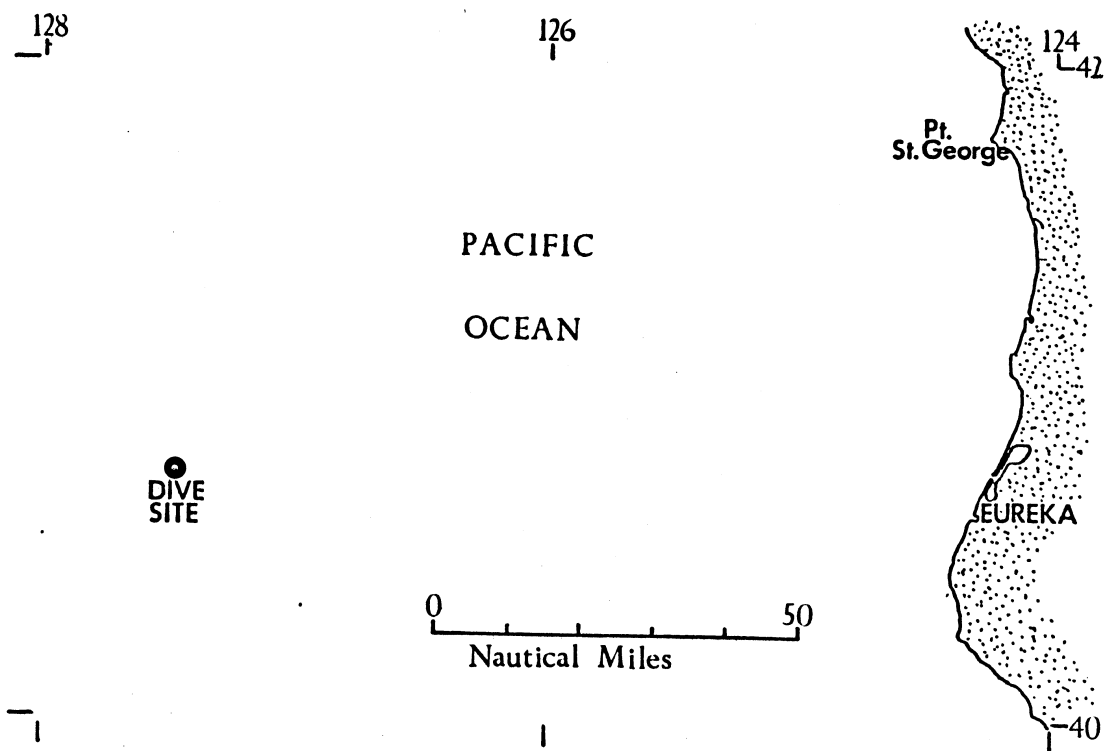 128
126
124
42
Pt.
St. George
PACIFIC
OCEAN
DIVE
SITE
EUREKA
0
50
Nautical Miles
40